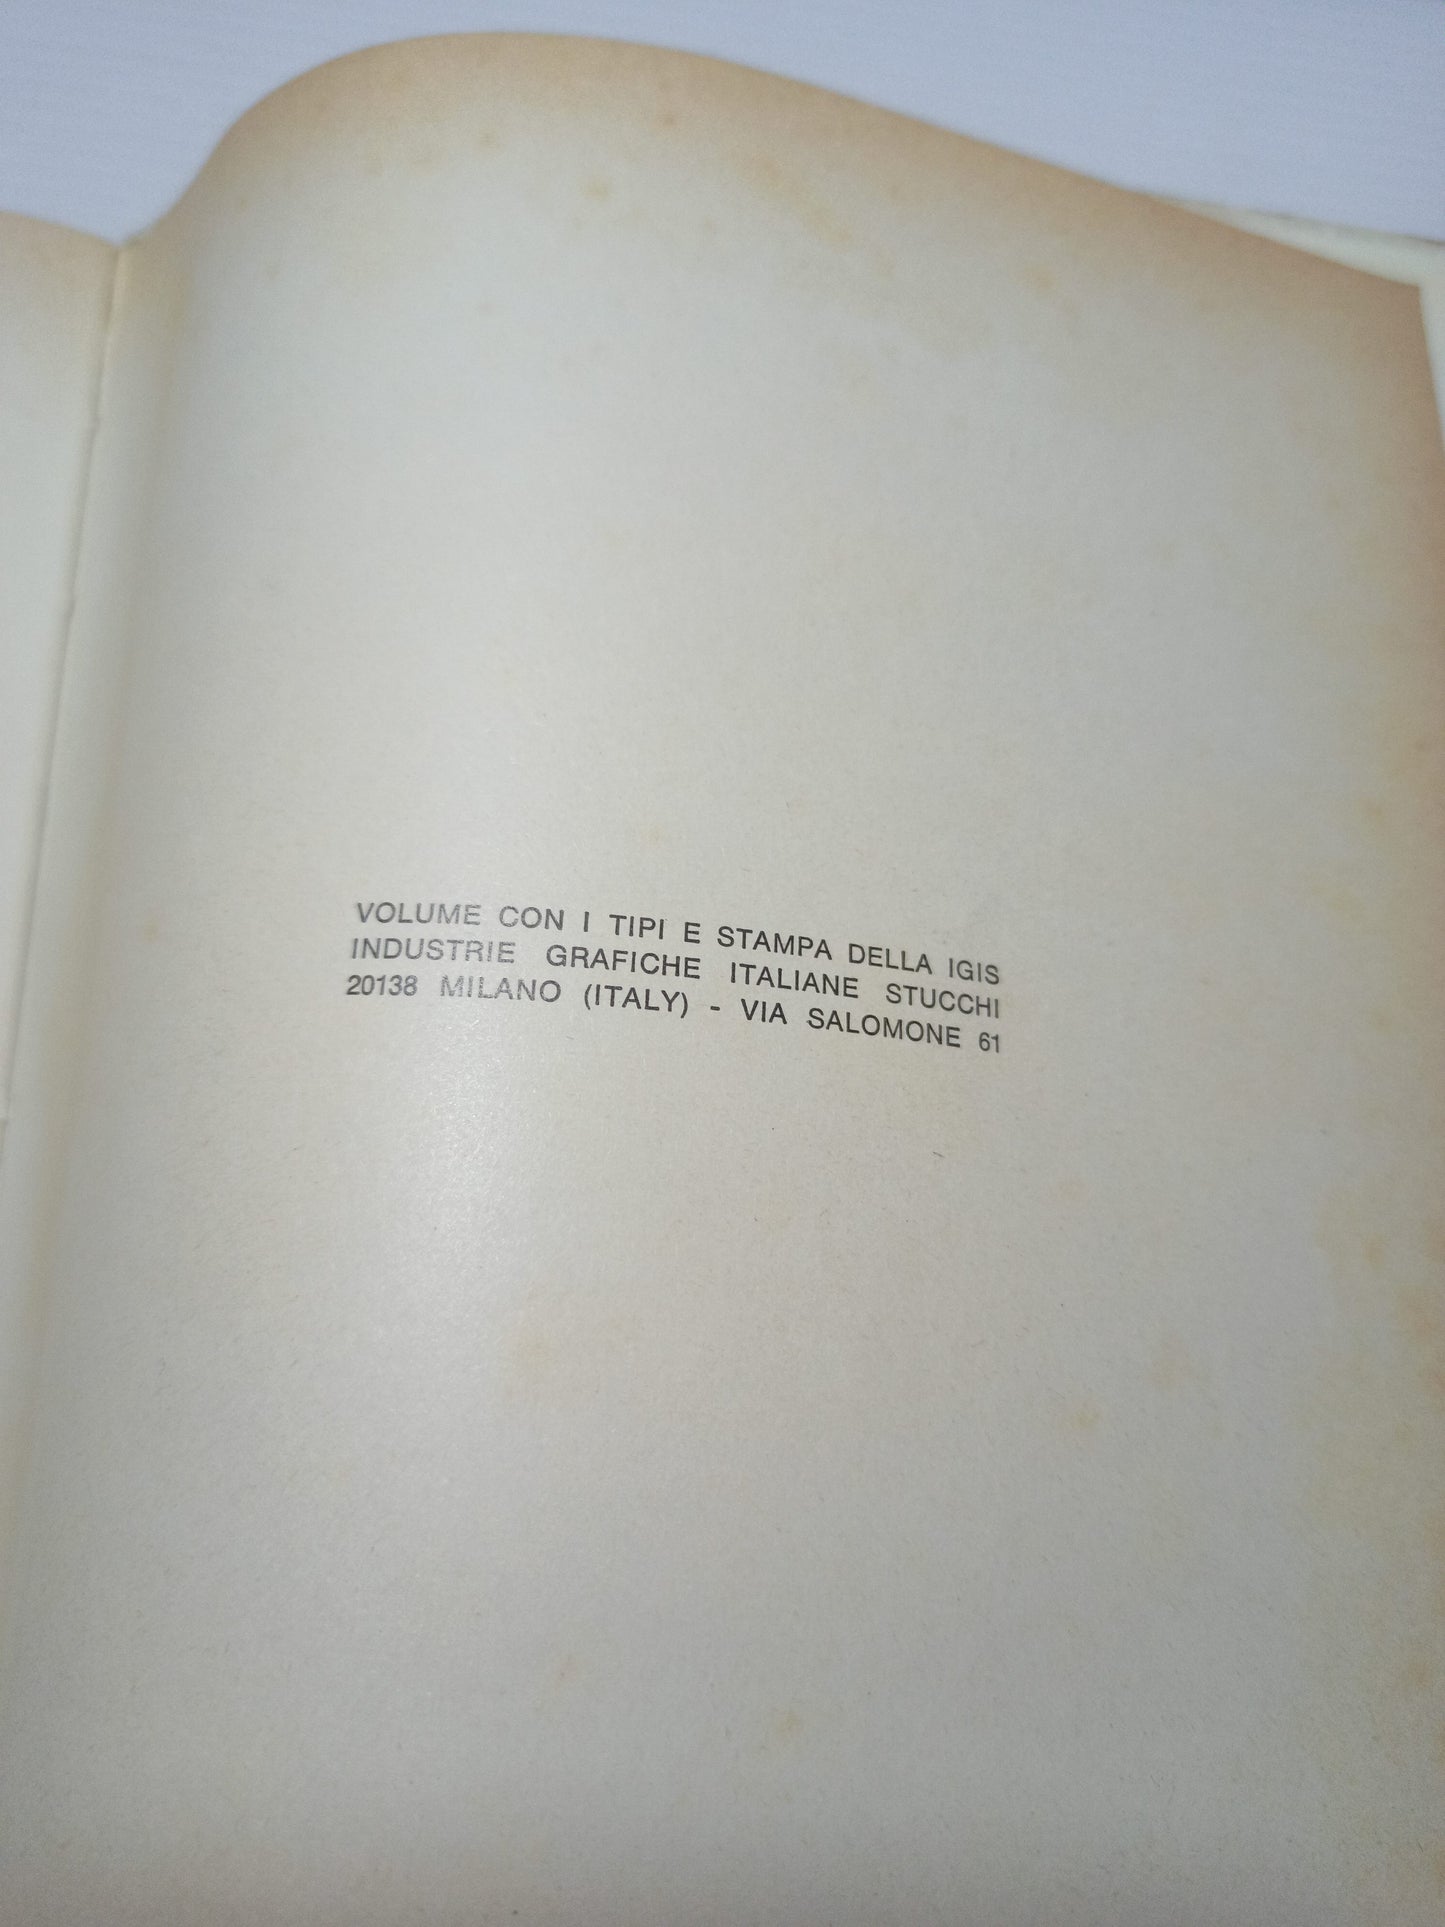 VOLUME CON I TIPI E STAMPA DELLA IGIS
INDUSTRIE GRAFICHE ITALIANE STUCCHI
20138 MILANO (ITALY) - VIA SALOMONE 61